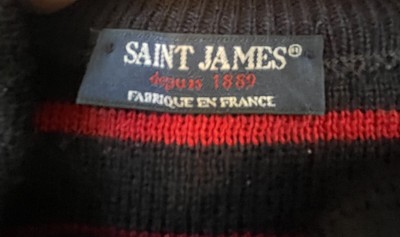 SAINT JAMES®
depuis 1889
FABRIQUE EN FRANCE